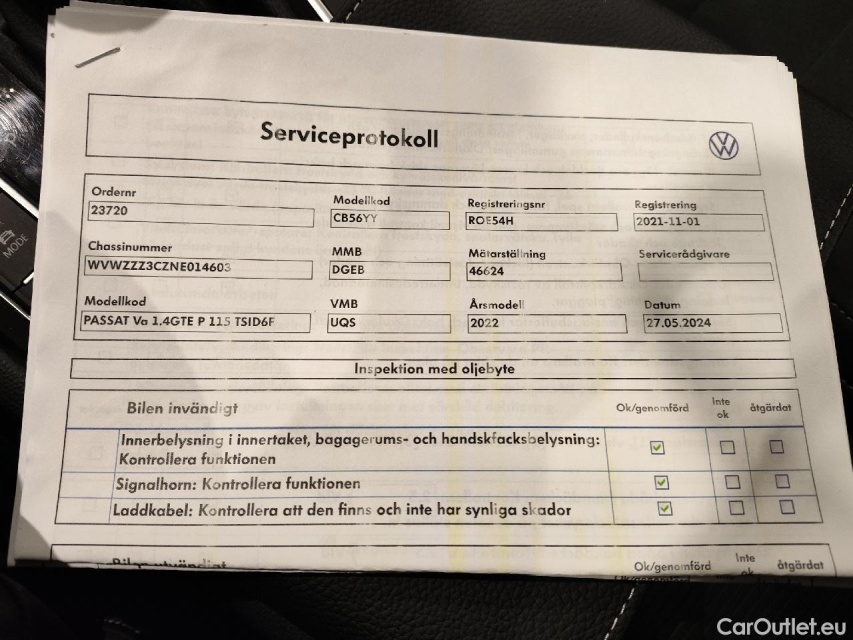 Serviceprotokoll
Ordernr Modellkod Registreringsnr Registrering
23720 CB56YY ROE54H 2021-11-01
Chassinummer MMB Mätarställning Servicerådgivare
WVWZZZ3CZNE014603 DGEB 46624
Modellkod VMB Årsmodell Datum
PASSAT Va 1.4GTE P 115 TSID6F UQS 2022 27.05.2024
Inspektion med oljebyte
Bilen invändigt Ok/genomförd Inte ok åtgärdat
Innerbelysning i innertaket, bagagerums- och handskfacksbelysning:
Kontrollera funktionen
Signalhorn: Kontrollera funktionen
Laddkabel: Kontrollera att den finns och inte har synliga skador
Bilen utvändigt Ok/genomförd Inte ok åtgärdat
MODE
CarOutlet.eu